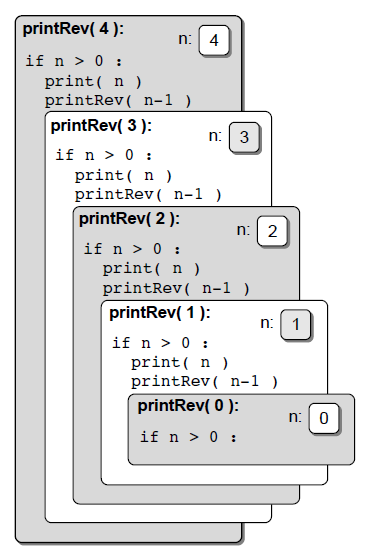 printRev( 4 ):
n: 4
if n > 0 :
print( n )
printRev( n-1 )
printRev( 3 ):
n: 3
if n > 0 :
print( n )
printRev( n-1 )
printRev( 2 ):
n: 2
if n > 0 :
print( n )
printRev( n-1 )
printRev( 1 ):
n: 1
if n > 0 :
print( n )
printRev( n-1 )
printRev( 0 ):
n: 0
if n > 0 :